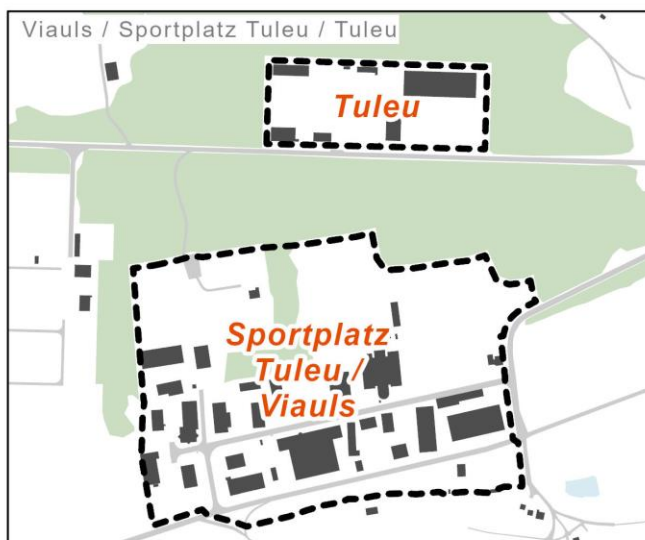 Viauls / Sportplatz Tuleu / Tuleu
Tuleu
Sportplatz
Tuleu /
Viauls